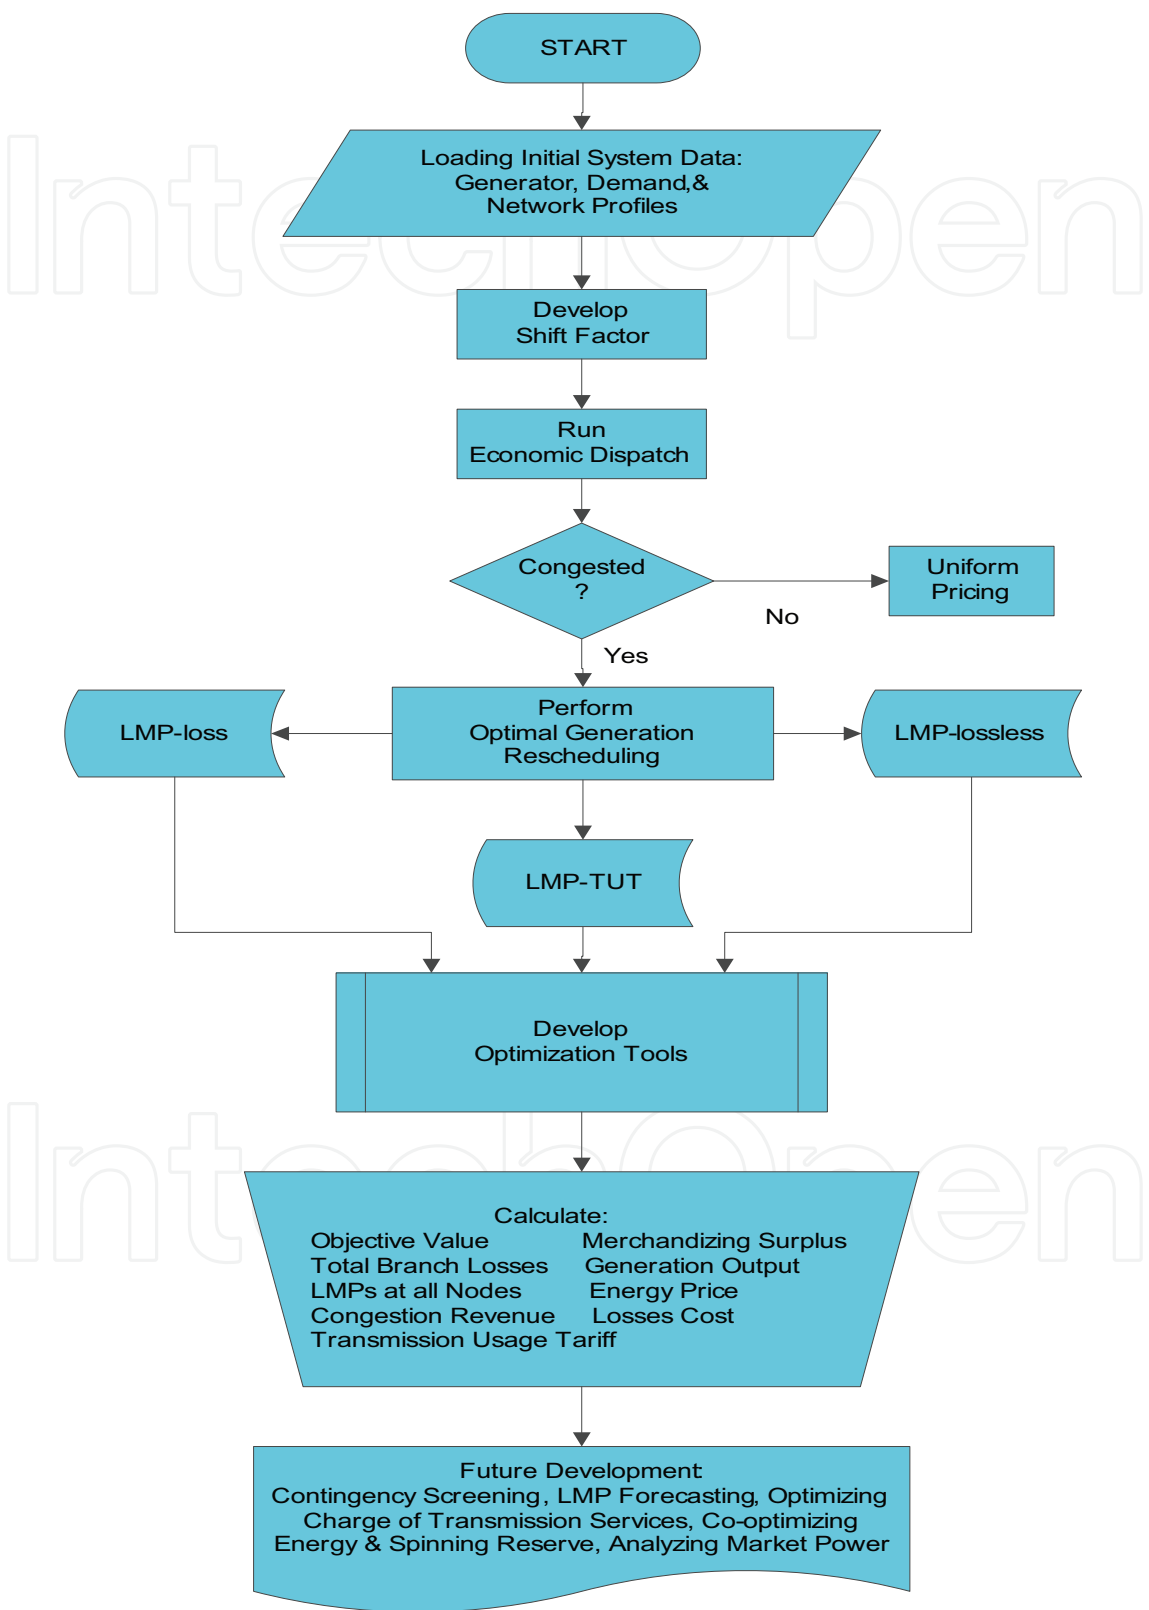 START
IntechOpen
Loading Initial System Data:
Generator, Demand,&
Network Profiles
Develop
Shift Factor
Run
Economic Dispatch
Congested
?
Uniform
Pricing
No
Yes
LMP-loss
Perform
Optimal Generation
Rescheduling
LMP-lossless
LMP-TUT
Develop
Optimization Tools
IntechOpen
Calculate:
Objective Value Merchandizing Surplus
Total Branch Losses Generation Output
LMPs at all Nodes Energy Price
Congestion Revenue Losses Cost
Transmission Usage Tariff
Future Development:
Contingency Screening, LMP Forecasting, Optimizing
Charge of Transmission Services, Co-optimizing
Energy & Spinning Reserve, Analyzing Market Power